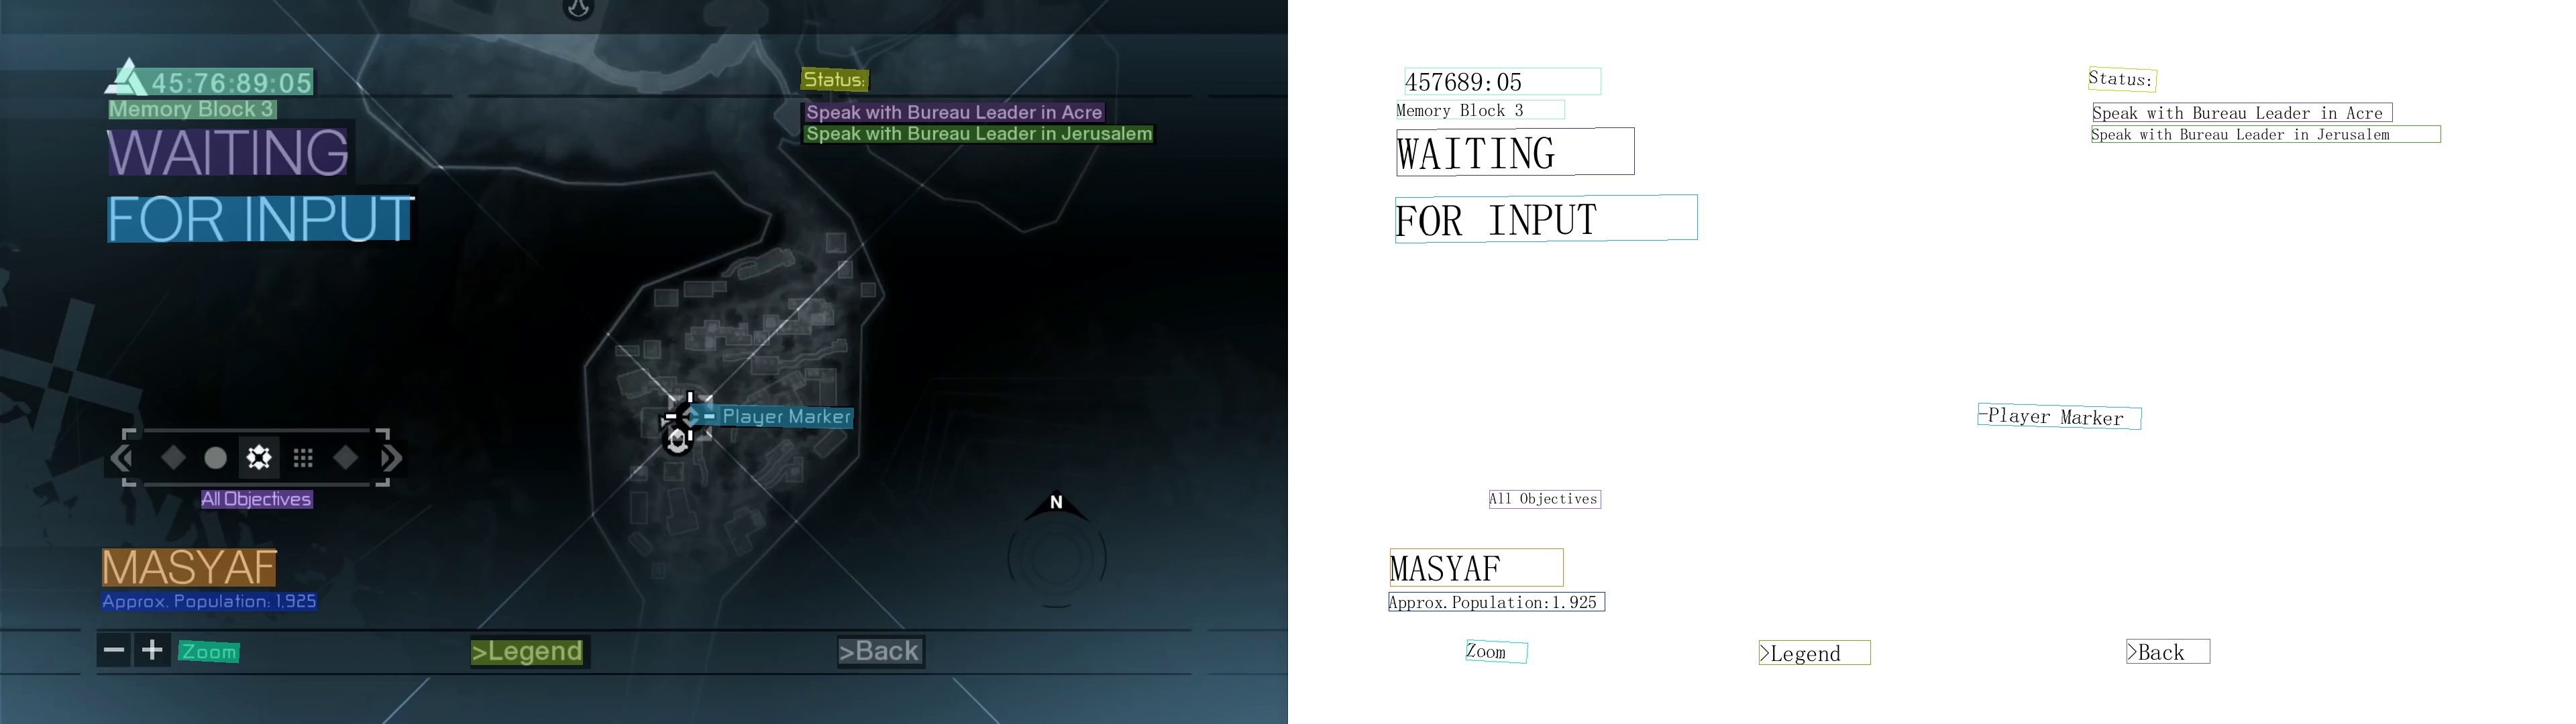 45:76:89:05
Memory Block 3
WAITING
FOR INPUT
Status:
Speak with Bureau Leader in Acre
Speak with Bureau Leader in Jerusalem
Player Marker
N
All Objectives
MASYAF
Approx. Population: 1,925
Zoom
>Legend
>Back
457689:05
Memory Block 3
WAITING
FOR INPUT
Status:
Speak with Bureau Leader in Acre
Speak with Bureau Leader in Jerusalem
-Player Marker
All Objectives
MASYAF
Approx.Population:1.925
Zoom
>Legend
>Back